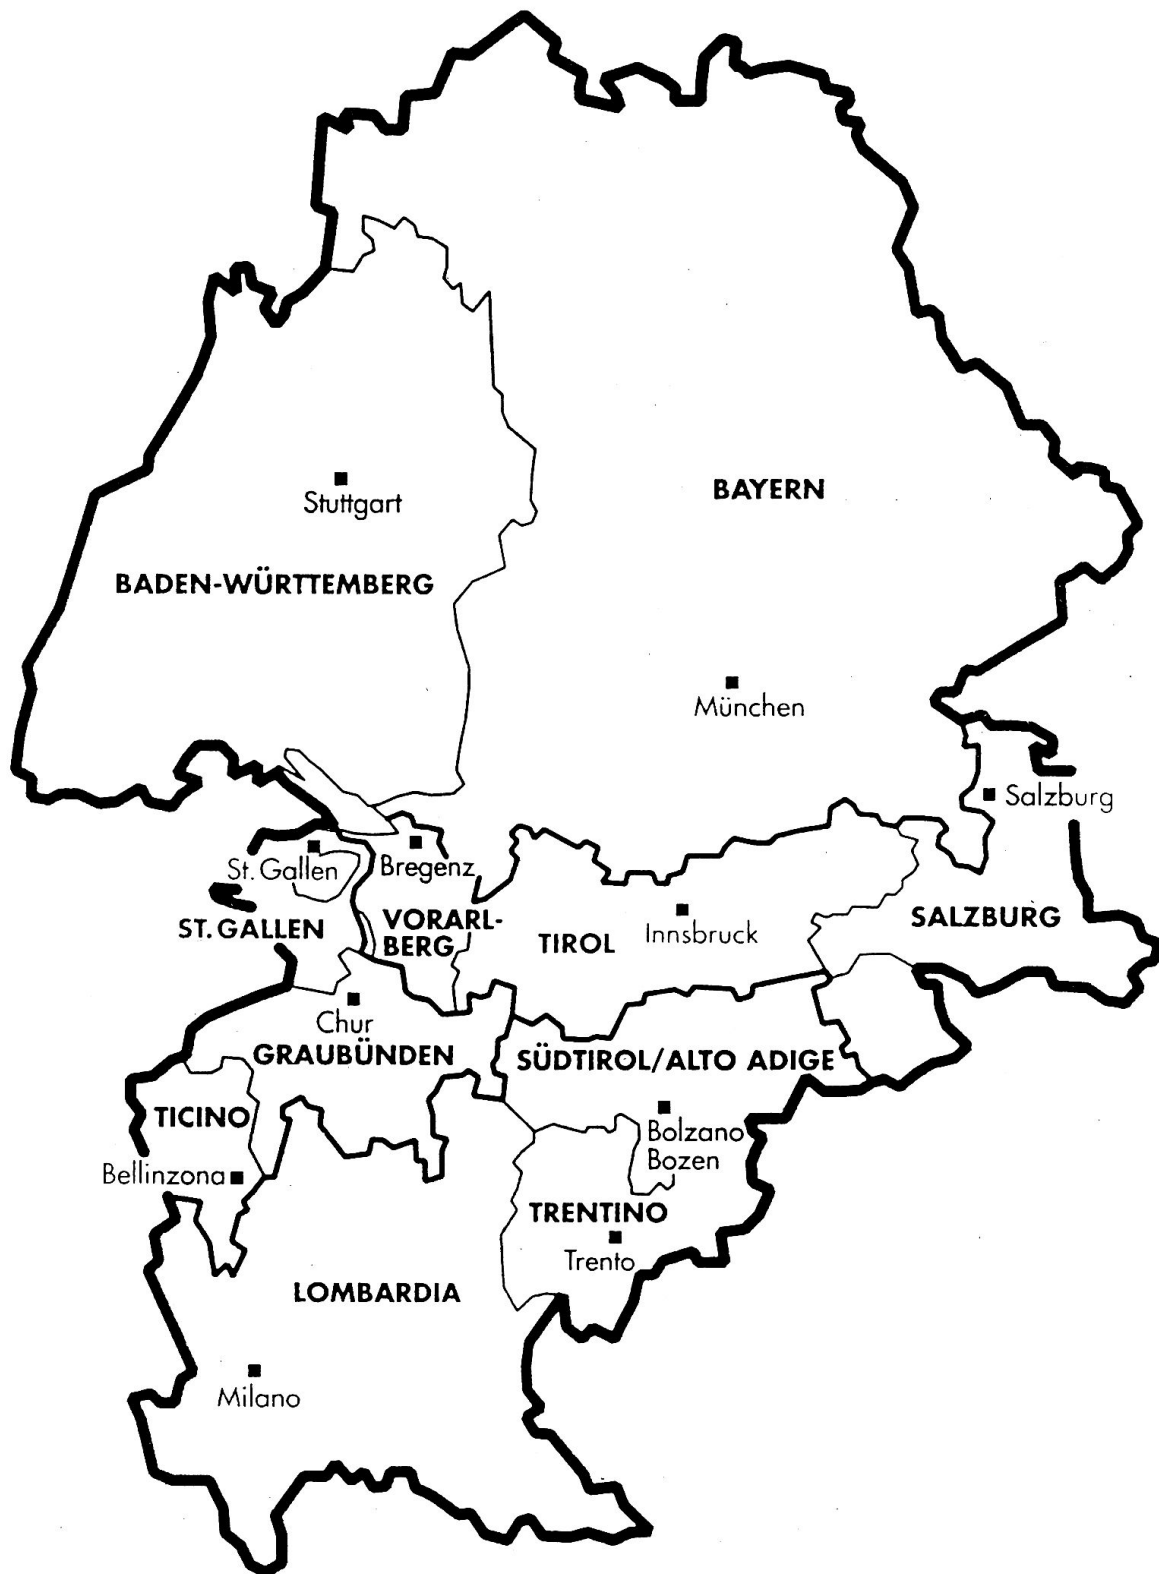 Stuttgart
BAYERN
BADEN-WÜRTTEMBERG
München
Salzburg
St. Gallen
Bregenz
ST. GALLEN
VORARL-
BERG
TIROL
Innsbruck
SALZBURG
Chur
GRAUBÜNDEN
SÜDTIROL/ALTO ADIGE
TICINO
Bolzano
Bozen
Bellinzona
TRENTINO
Trento
LOMBARDIA
Milano